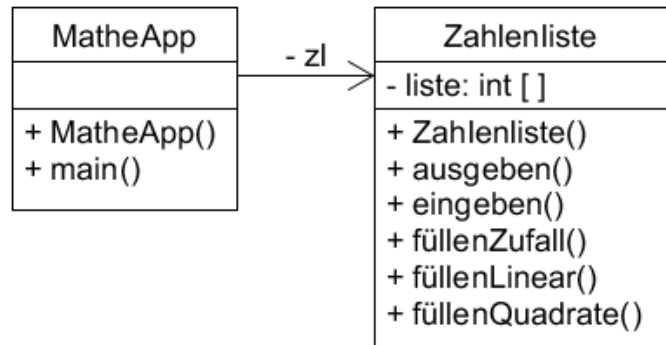 MatheApp
+ MatheApp()
+ main()
- zl
Zahlenliste
- liste: int [ ]
+ Zahlenliste()
+ ausgeben()
+ eingeben()
+ füllenZufall()
+ füllenLinear()
+ füllenQuadrate()